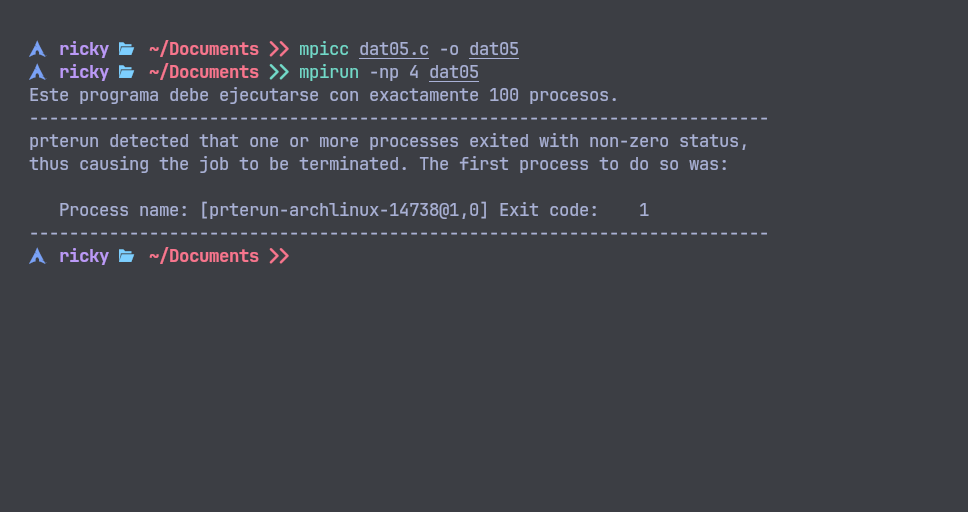 ricky ~/Documents >> mpicc dat05.c -o dat05
ricky ~/Documents >> mpirun -np 4 dat05
Este programa debe ejecutarse con exactamente 100 procesos.
--------------------------------------------------------------------------
prterun detected that one or more processes exited with non-zero status,
thus causing the job to be terminated. The first process to do so was:
Process name: [prterun-archlinux-14738@1,0] Exit code: 1
--------------------------------------------------------------------------
ricky ~/Documents >>